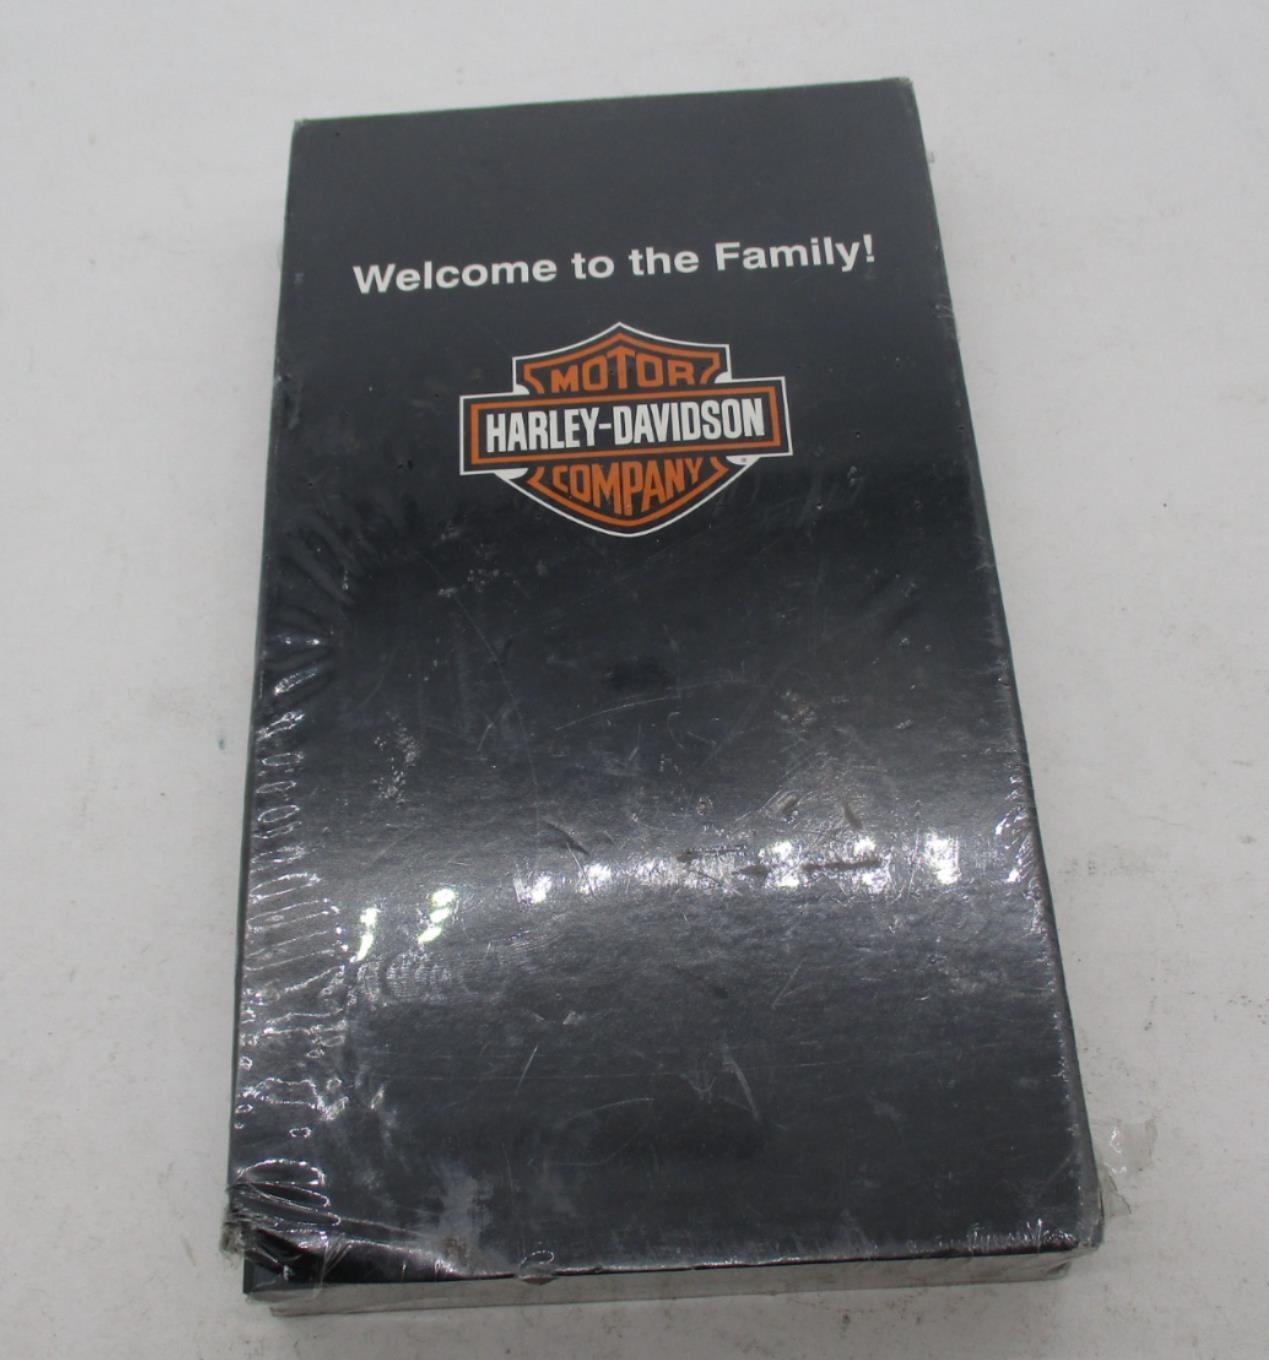 Welcome to the Family!
MOTOR
HARLEY-DAVIDSON
COMPANY